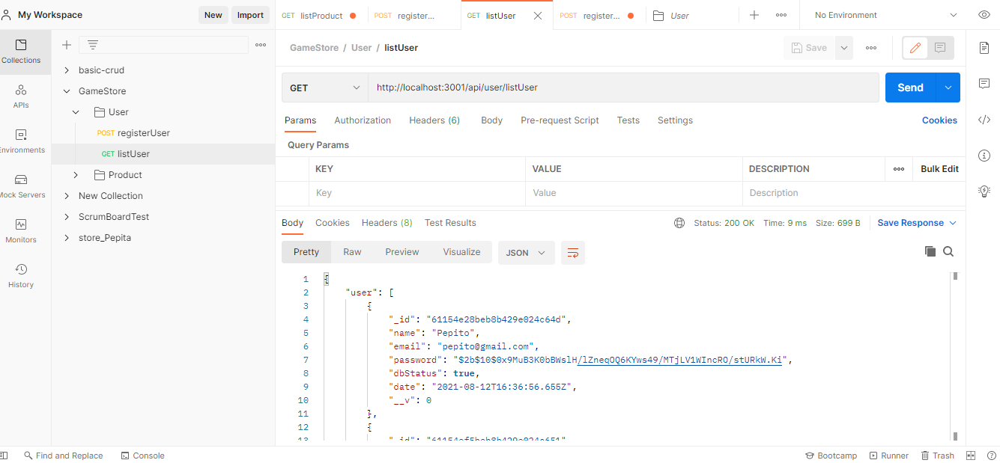 My Workspace New Import
GET listProduct POST register... GET listUser POST register... User No Environment
Collections
APIs
Environments
Mock Servers
Monitors
History
basic-crud
GameStore
User
POST registerUser
GET listUser
Product
New Collection
ScrumBoardTest
store_Pepita
GameStore / User / listUser Save
GET http://localhost:3001/api/user/listUser Send
Params Authorization Headers (6) Body Pre-request Script Tests Settings Cookies
Query Params
KEY VALUE DESCRIPTION Bulk Edit
Key Value Description
Body Cookies Headers (8) Test Results Status: 200 OK Time: 9 ms Size: 699 B Save Response
Pretty Raw Preview Visualize JSON
1 {
2 "user": [
3 {
4 "_id": "61154e28beb8b429e024c64d",
5 "name": "Pepito",
6 "email": "pepito@gmail.com",
7 "password": "$2b$10$0x9MuB3K0bBWslH/lZneqOQ6KYws49/MTjLV1WIncRO/stURkW.Ki",
8 "dbStatus": true,
9 "date": "2021-08-12T16:36:56.655Z",
10 "__v": 0
11 },
12 {
13 "_id":
Find and Replace Console Bootcamp Runner Trash